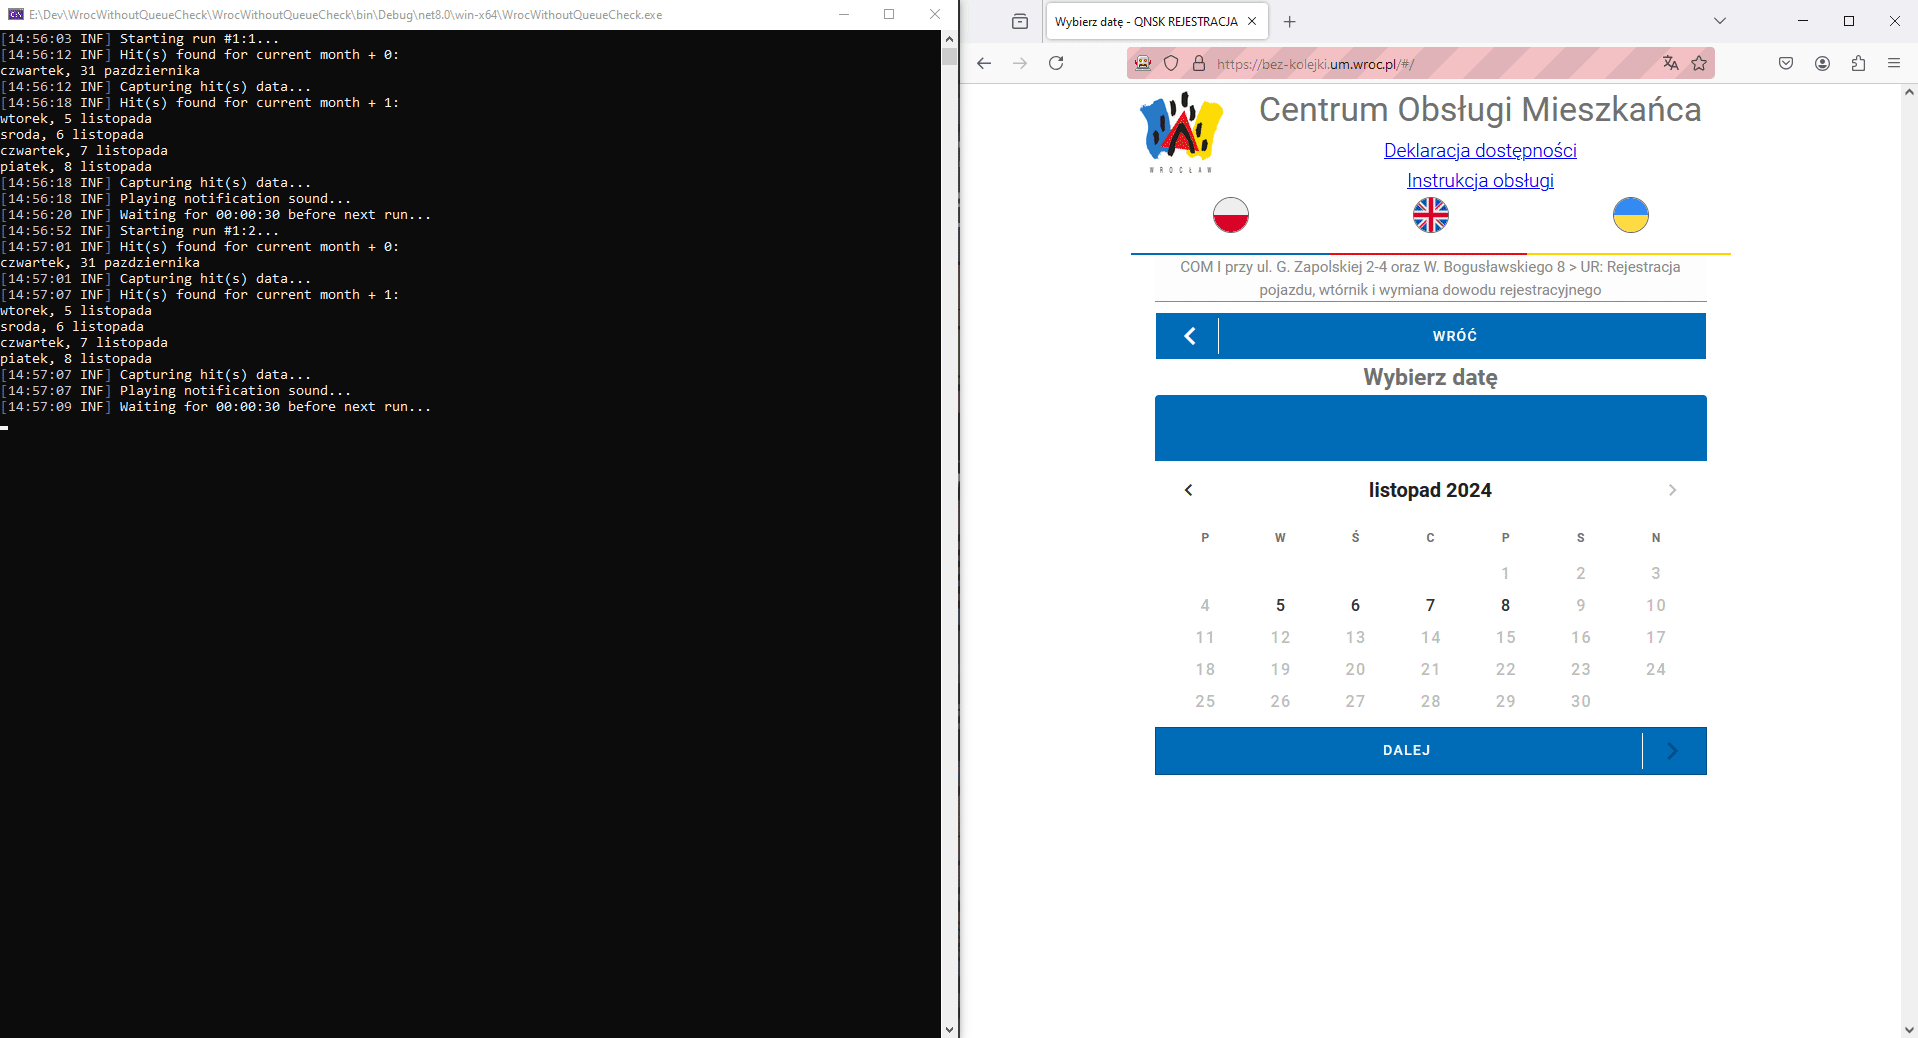 E:\Dev\WrocWithoutQueueCheck\WrocWithoutQueueCheck\bin\Debug\net8.0\win-x64\WrocWithoutQueueCheck.exe
[14:56:03 INF] Starting run #1:1...
[14:56:12 INF] Hit(s) found for current month + 0:
czwartek, 31 pazdziernika
[14:56:12 INF] Capturing hit(s) data...
[14:56:18 INF] Hit(s) found for current month + 1:
wtorek, 5 listopada
sroda, 6 listopada
czwartek, 7 listopada
piatek, 8 listopada
[14:56:18 INF] Capturing hit(s) data...
[14:56:18 INF] Playing notification sound...
[14:56:20 INF] Waiting for 00:00:30 before next run...
[14:56:52 INF] Starting run #1:2...
[14:57:01 INF] Hit(s) found for current month + 0:
czwartek, 31 pazdziernika
[14:57:01 INF] Capturing hit(s) data...
[14:57:07 INF] Hit(s) found for current month + 1:
wtorek, 5 listopada
sroda, 6 listopada
czwartek, 7 listopada
piatek, 8 listopada
[14:57:07 INF] Capturing hit(s) data...
[14:57:07 INF] Playing notification sound...
[14:57:09 INF] Waiting for 00:00:30 before next run...
Wybierz datę - QNSK REJESTRACJA
https://bez-kolejki.um.wroc.pl/#/
WROCŁAW
Centrum Obsługi Mieszkańca
Deklaracja dostępności
Instrukcja obsługi
COM I przy ul. G. Zapolskiej 2-4 oraz W. Bogusławskiego 8 > UR: Rejestracja
pojazdu, wtórnik i wymiana dowodu rejestracyjnego
WRÓĆ
Wybierz datę
listopad 2024
P W Ś C P S N
1 2 3
4 5 6 7 8 9 10
11 12 13 14 15 16 17
18 19 20 21 22 23 24
25 26 27 28 29 30
DALEJ